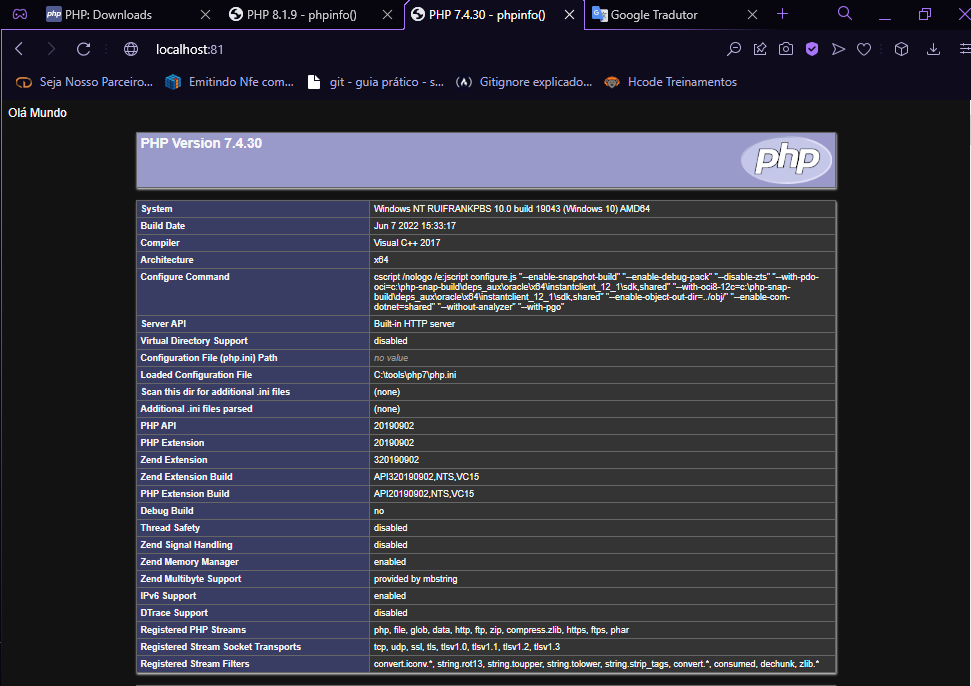 php PHP: Downloads
PHP 8.1.9 - phpinfo()
PHP 7.4.30 - phpinfo()
Google Tradutor
localhost:81
Seja Nosso Parceiro...
Emitindo Nfe com...
git - guia prático - s...
Gitignore explicado...
Hcode Treinamentos
Olá Mundo
PHP Version 7.4.30
php
System Windows NT RUIFRANKPBS 10.0 build 19043 (Windows 10) AMD64
Build Date Jun 7 2022 15:33:17
Compiler Visual C++ 2017
Architecture x64
Configure Command cscript /nologo /e:jscript configure.js "--enable-snapshot-build" "--enable-debug-pack" "--disable-zts" "--with-pdo-
oci=c:\php-snap-build\deps_aux\oracle\x64\instantclient_12_1\sdk,shared" "--with-oci8-12c=c:\php-snap-
build\deps_aux\oracle\x64\instantclient_12_1\sdk,shared" "--enable-object-out-dir=../obj/" "--enable-com-
dotnet=shared" "--without-analyzer" "--with-pgo"
Server API Built-in HTTP server
Virtual Directory Support disabled
Configuration File (php.ini) Path no value
Loaded Configuration File C:\tools\php7\php.ini
Scan this dir for additional .ini files (none)
Additional .ini files parsed (none)
PHP API 20190902
PHP Extension 20190902
Zend Extension 320190902
Zend Extension Build API320190902,NTS,VC15
PHP Extension Build API20190902,NTS,VC15
Debug Build no
Thread Safety disabled
Zend Signal Handling disabled
Zend Memory Manager enabled
Zend Multibyte Support provided by mbstring
IPv6 Support enabled
DTrace Support disabled
Registered PHP Streams php, file, glob, data, http, ftp, zip, compress.zlib, https, ftps, phar
Registered Stream Socket Transports tcp, udp, ssl, tls, tlsv1.0, tlsv1.1, tlsv1.2, tlsv1.3
Registered Stream Filters convert.iconv.*, string.rot13, string.toupper, string.tolower, string.strip_tags, convert.*, consumed, dechunk, zlib.*